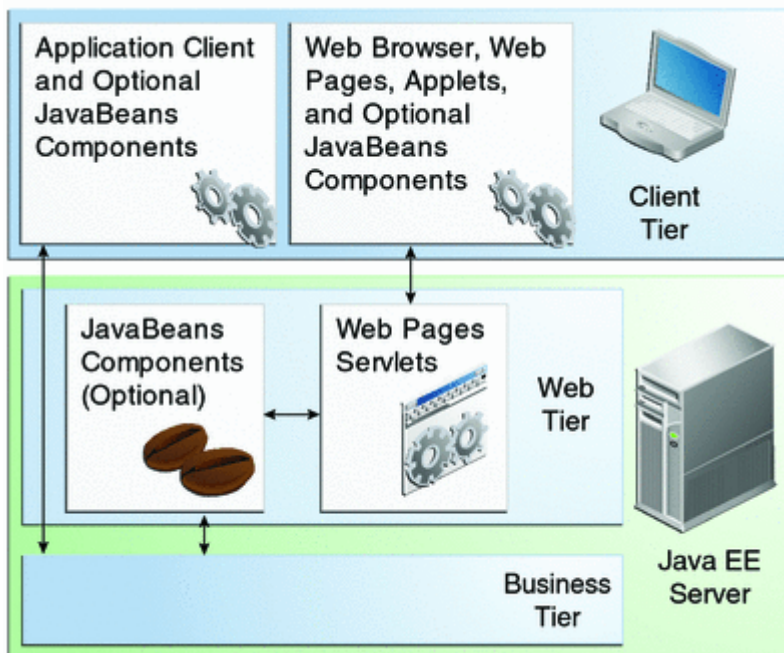 Application Client
and Optional
JavaBeans
Components
Web Browser, Web
Pages, Applets,
and Optional
JavaBeans
Components
Client
Tier
JavaBeans
Components
(Optional)
Web Pages
Servlets
Web
Tier
Java EE
Server
Business
Tier